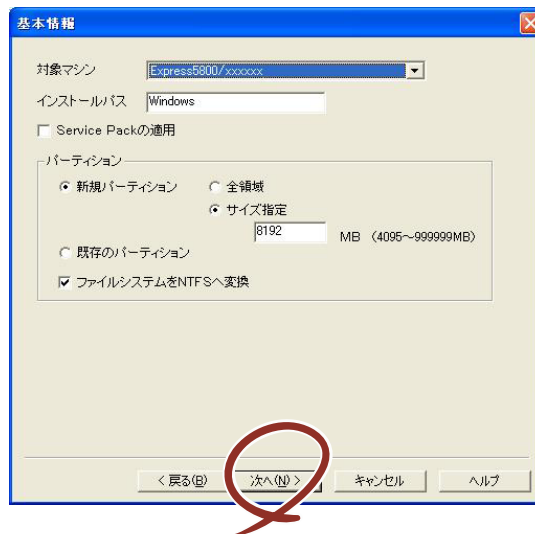 基本情報
対象マシン Express5800/xxxxxx
インストールパス Windows
Service Packの適用
パーティション
新規パーティション 全領域
サイズ指定
8192 MB (4095～999999MB)
既存のパーティション
ファイルシステムをNTFSへ変換
< 戻る(B) 次へ(N) > キャンセル ヘルプ